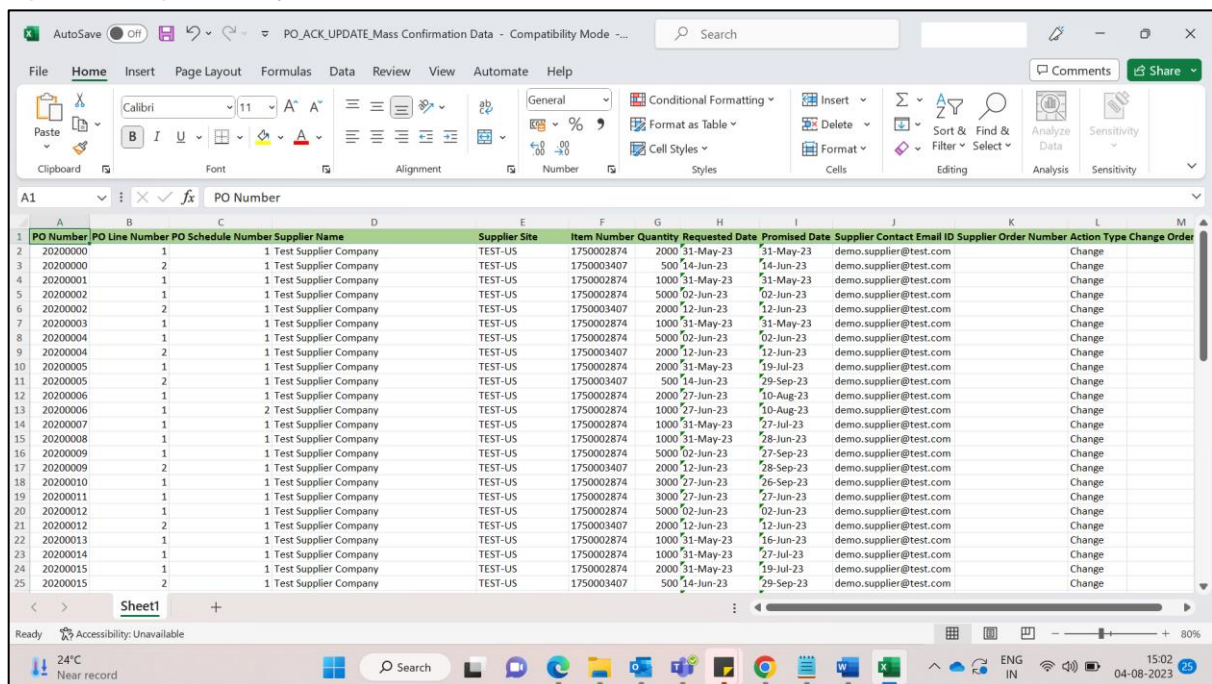 AutoSave Off PO_ACK_UPDATE_Mass Confirmation Data - Compatibility Mode -... Search
File Home Insert Page Layout Formulas Data Review View Automate Help Comments Share
Calibri 11 A^ A˅ ab General Conditional Formatting Insert Σ
Paste B I U A % 9 Format as Table Delete Sort & Find & Analyze Sensitivity
Cell Styles Format Filter Select Data
Clipboard Font Alignment Number Styles Cells Editing Analysis Sensitivity
A1 fx PO Number
A B C D E F G H I J K L M
1 PO Number PO Line Number PO Schedule Number Supplier Name Supplier Site Item Number Quantity Requested Date Promised Date Supplier Contact Email ID Supplier Order Number Action Type Change Order
2 20200000 1 1 Test Supplier Company TEST-US 1750002874 2000 31-May-23 31-May-23 demo.supplier@test.com Change
3 20200000 2 1 Test Supplier Company TEST-US 1750003407 500 14-Jun-23 14-Jun-23 demo.supplier@test.com Change
4 20200001 1 1 Test Supplier Company TEST-US 1750002874 1000 31-May-23 31-May-23 demo.supplier@test.com Change
5 20200002 1 1 Test Supplier Company TEST-US 1750002874 5000 02-Jun-23 02-Jun-23 demo.supplier@test.com Change
6 20200002 2 1 Test Supplier Company TEST-US 1750003407 2000 12-Jun-23 12-Jun-23 demo.supplier@test.com Change
7 20200003 1 1 Test Supplier Company TEST-US 1750002874 1000 31-May-23 31-May-23 demo.supplier@test.com Change
8 20200004 1 1 Test Supplier Company TEST-US 1750002874 5000 02-Jun-23 02-Jun-23 demo.supplier@test.com Change
9 20200004 2 1 Test Supplier Company TEST-US 1750003407 2000 12-Jun-23 12-Jun-23 demo.supplier@test.com Change
10 20200005 1 1 Test Supplier Company TEST-US 1750002874 2000 31-May-23 19-Jul-23 demo.supplier@test.com Change
11 20200005 2 1 Test Supplier Company TEST-US 1750003407 500 14-Jun-23 29-Sep-23 demo.supplier@test.com Change
12 20200006 1 1 Test Supplier Company TEST-US 1750002874 2000 27-Jun-23 10-Aug-23 demo.supplier@test.com Change
13 20200006 1 2 Test Supplier Company TEST-US 1750002874 1000 27-Jun-23 10-Aug-23 demo.supplier@test.com Change
14 20200007 1 1 Test Supplier Company TEST-US 1750002874 1000 31-May-23 27-Jul-23 demo.supplier@test.com Change
15 20200008 1 1 Test Supplier Company TEST-US 1750002874 1000 31-May-23 28-Jun-23 demo.supplier@test.com Change
16 20200009 1 1 Test Supplier Company TEST-US 1750002874 5000 02-Jun-23 27-Sep-23 demo.supplier@test.com Change
17 20200009 2 1 Test Supplier Company TEST-US 1750003407 2000 12-Jun-23 28-Sep-23 demo.supplier@test.com Change
18 20200010 1 1 Test Supplier Company TEST-US 1750002874 3000 27-Jun-23 26-Sep-23 demo.supplier@test.com Change
19 20200011 1 1 Test Supplier Company TEST-US 1750002874 3000 27-Jun-23 27-Jun-23 demo.supplier@test.com Change
20 20200012 1 1 Test Supplier Company TEST-US 1750002874 5000 02-Jun-23 02-Jun-23 demo.supplier@test.com Change
21 20200012 2 1 Test Supplier Company TEST-US 1750003407 2000 12-Jun-23 12-Jun-23 demo.supplier@test.com Change
22 20200013 1 1 Test Supplier Company TEST-US 1750002874 1000 31-May-23 16-Jun-23 demo.supplier@test.com Change
23 20200014 1 1 Test Supplier Company TEST-US 1750002874 1000 31-May-23 27-Jul-23 demo.supplier@test.com Change
24 20200015 1 1 Test Supplier Company TEST-US 1750002874 2000 31-May-23 19-Jul-23 demo.supplier@test.com Change
25 20200015 2 1 Test Supplier Company TEST-US 1750003407 500 14-Jun-23 29-Sep-23 demo.supplier@test.com Change
Sheet1 +
Ready Accessibility: Unavailable 80%
24°C Search ENG 15:02
Near record IN 04-08-2023 25